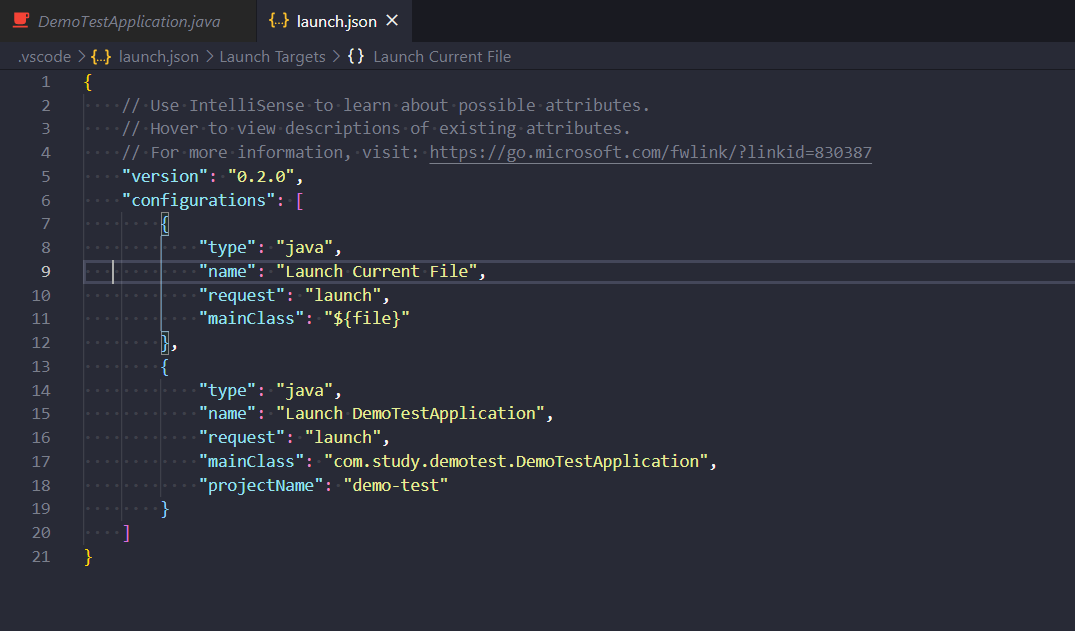 DemoTestApplication.java {..} launch.json ×
.vscode > {..} launch.json > Launch Targets > {} Launch Current File
1 {
2 // Use IntelliSense to learn about possible attributes.
3 // Hover to view descriptions of existing attributes.
4 // For more information, visit: https://go.microsoft.com/fwlink/?linkid=830387
5 "version": "0.2.0",
6 "configurations": [
7 {
8 "type": "java",
9 "name": "Launch Current File",
10 "request": "launch",
11 "mainClass": "${file}"
12 },
13 {
14 "type": "java",
15 "name": "Launch DemoTestApplication",
16 "request": "launch",
17 "mainClass": "com.study.demotest.DemoTestApplication",
18 "projectName": "demo-test"
19 }
20 ]
21 }